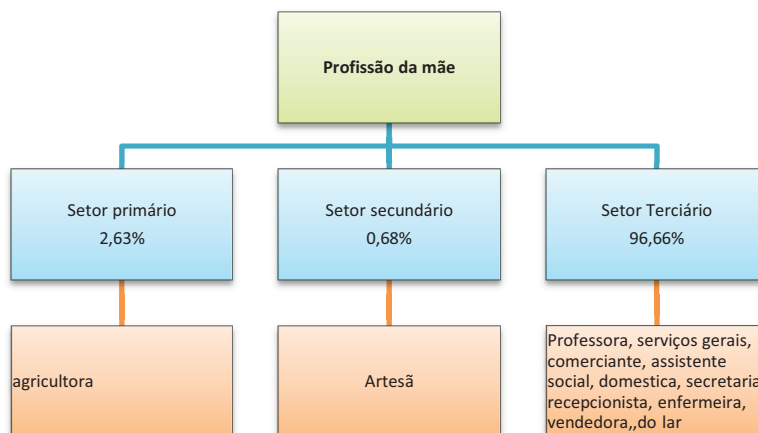 Profissão da mãe
Setor primário
2,63%
Setor secundário
0,68%
Setor Terciário
96,66%
agricultora
Artesã
Professora, serviços gerais,
comerciante, assistente
social, domestica, secretaria
recepcionista, enfermeira,
vendedora,,do lar